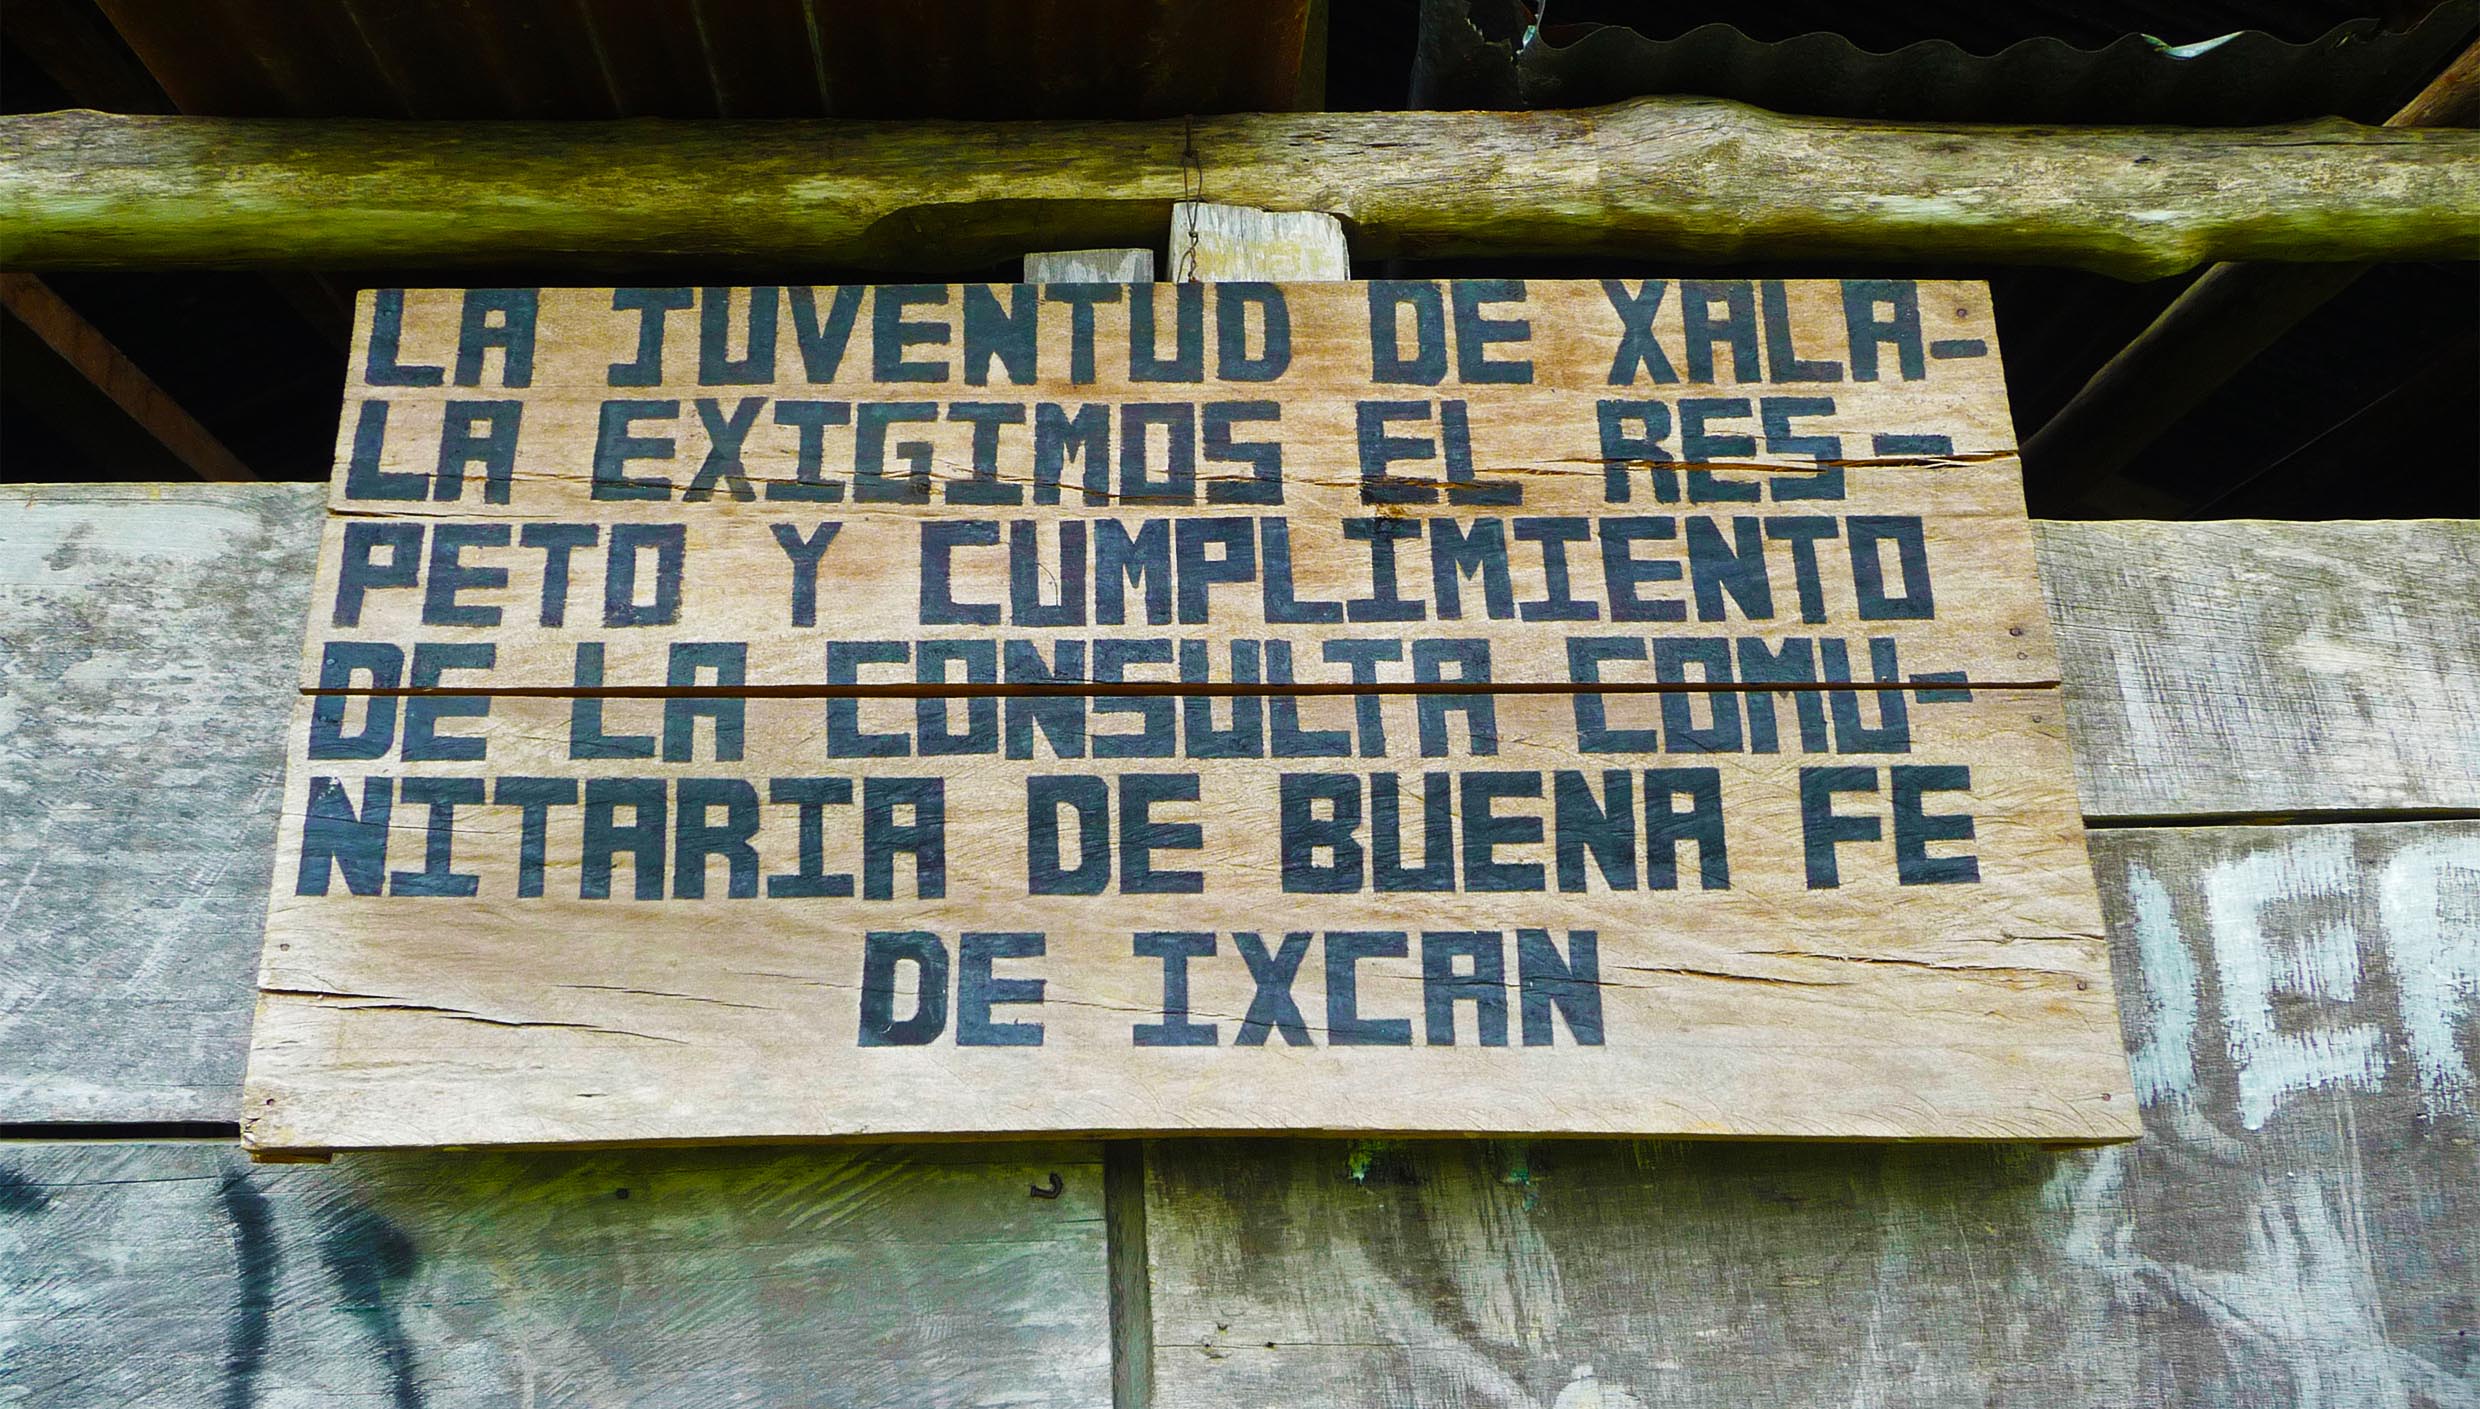 LA JUVENTUD DE XALA-
LA EXIGIMOS EL RES-
PETO Y CUMPLIMIENTO
DE LA CONSULTA COMU-
NITARIA DE BUENA FE
DE IXCAN